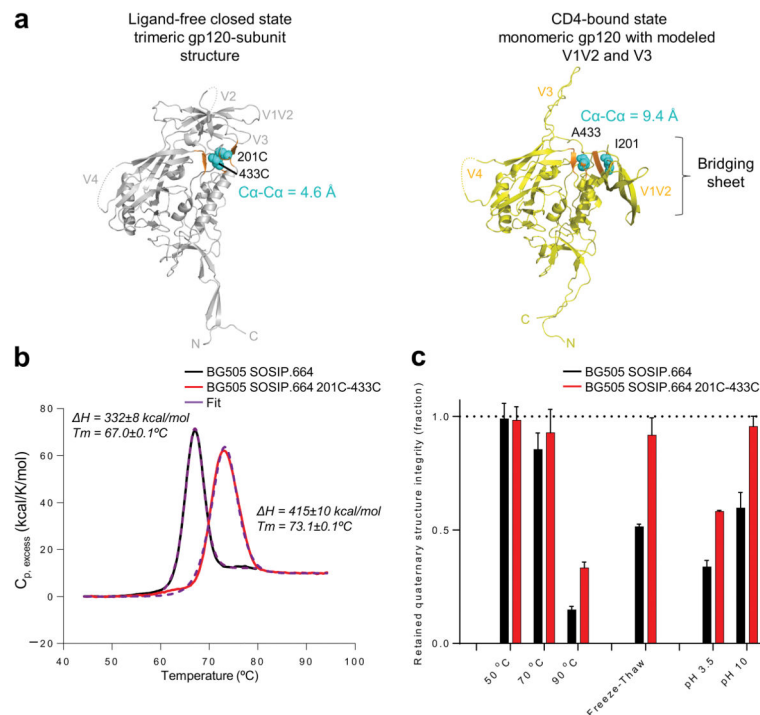 a
Ligand-free closed state
trimeric gp120-subunit
structure
CD4-bound state
monomeric gp120 with modeled
V1V2 and V3
V2
V1V2
V3
201C
433C
V4
Cα-Cα = 4.6 Å
N
C
V3
Cα-Cα = 9.4 Å
A433
I201
V4
V1V2
Bridging
sheet
C
N
b
BG505 SOSIP.664
BG505 SOSIP.664 201C-433C
Fit
ΔH = 332±8 kcal/mol
Tm = 67.0±0.1ºC
ΔH = 415±10 kcal/mol
Tm = 73.1±0.1ºC
Cp, excess (kcal/K/mol)
80
60
40
20
0
−20
40 50 60 70 80 90 100
Temperature (ºC)
c
BG505 SOSIP.664
BG505 SOSIP.664 201C-433C
Retained quaternary structure integrity (fraction)
1.0
0.5
0.0
50 °C
70 °C
90 °C
Freeze-Thaw
pH 3.5
pH 10